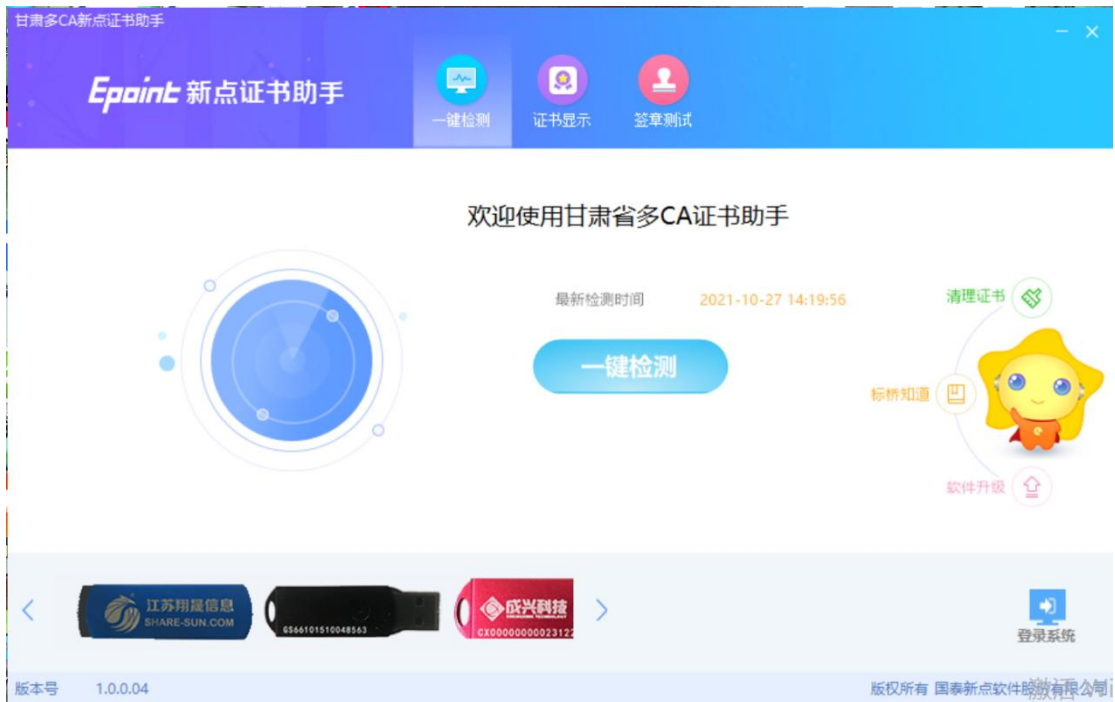 甘肃多CA新点证书助手
Epoint 新点证书助手
一键检测
证书显示
签章测试
欢迎使用甘肃省多CA证书助手
最新检测时间 2021-10-27 14:19:56
一键检测
清理证书
标桥知道
软件升级
江苏翔晟信息
SHARE-SUN.COM
GS66101510048563
成兴科技
CX00000000023122
登录系统
版本号 1.0.0.04
版权所有 国泰新点软件股份有限公司
激活 Wi